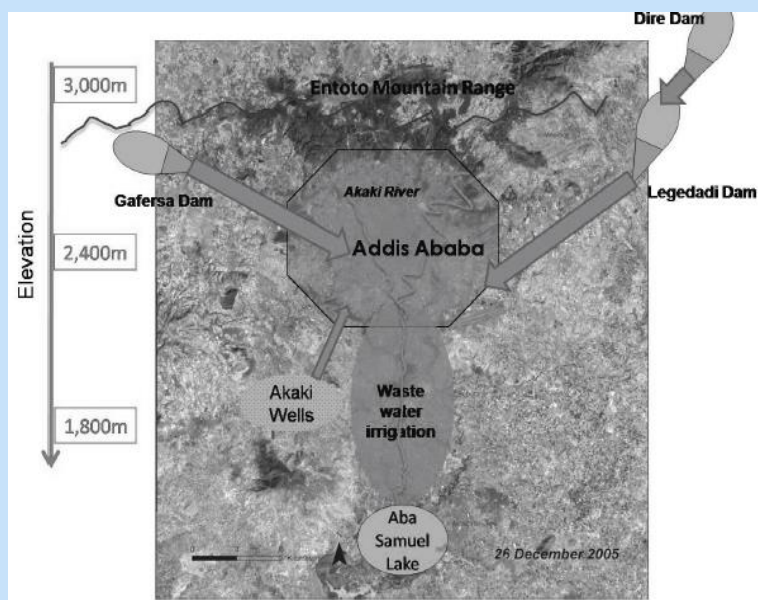 Dire Dam
3,000m
Entoto Mountain Range
Akaki River
Gafersa Dam
Legedadi Dam
Elevation
2,400m
Addis Ababa
Akaki
Wells
Waste
water
irrigation
1,800m
Aba
Samuel
Lake
26 December 2005